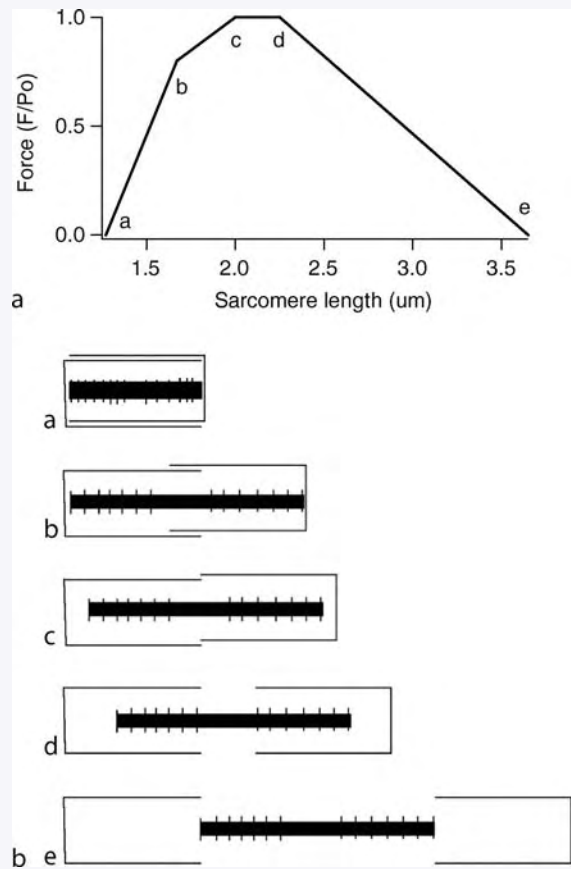 1.0
c
d
b
Force (F/Po)
0.5
e
0.0
a
1.5
2.0
2.5
3.0
3.5
Sarcomere length (um)
a
a
b
c
d
b e